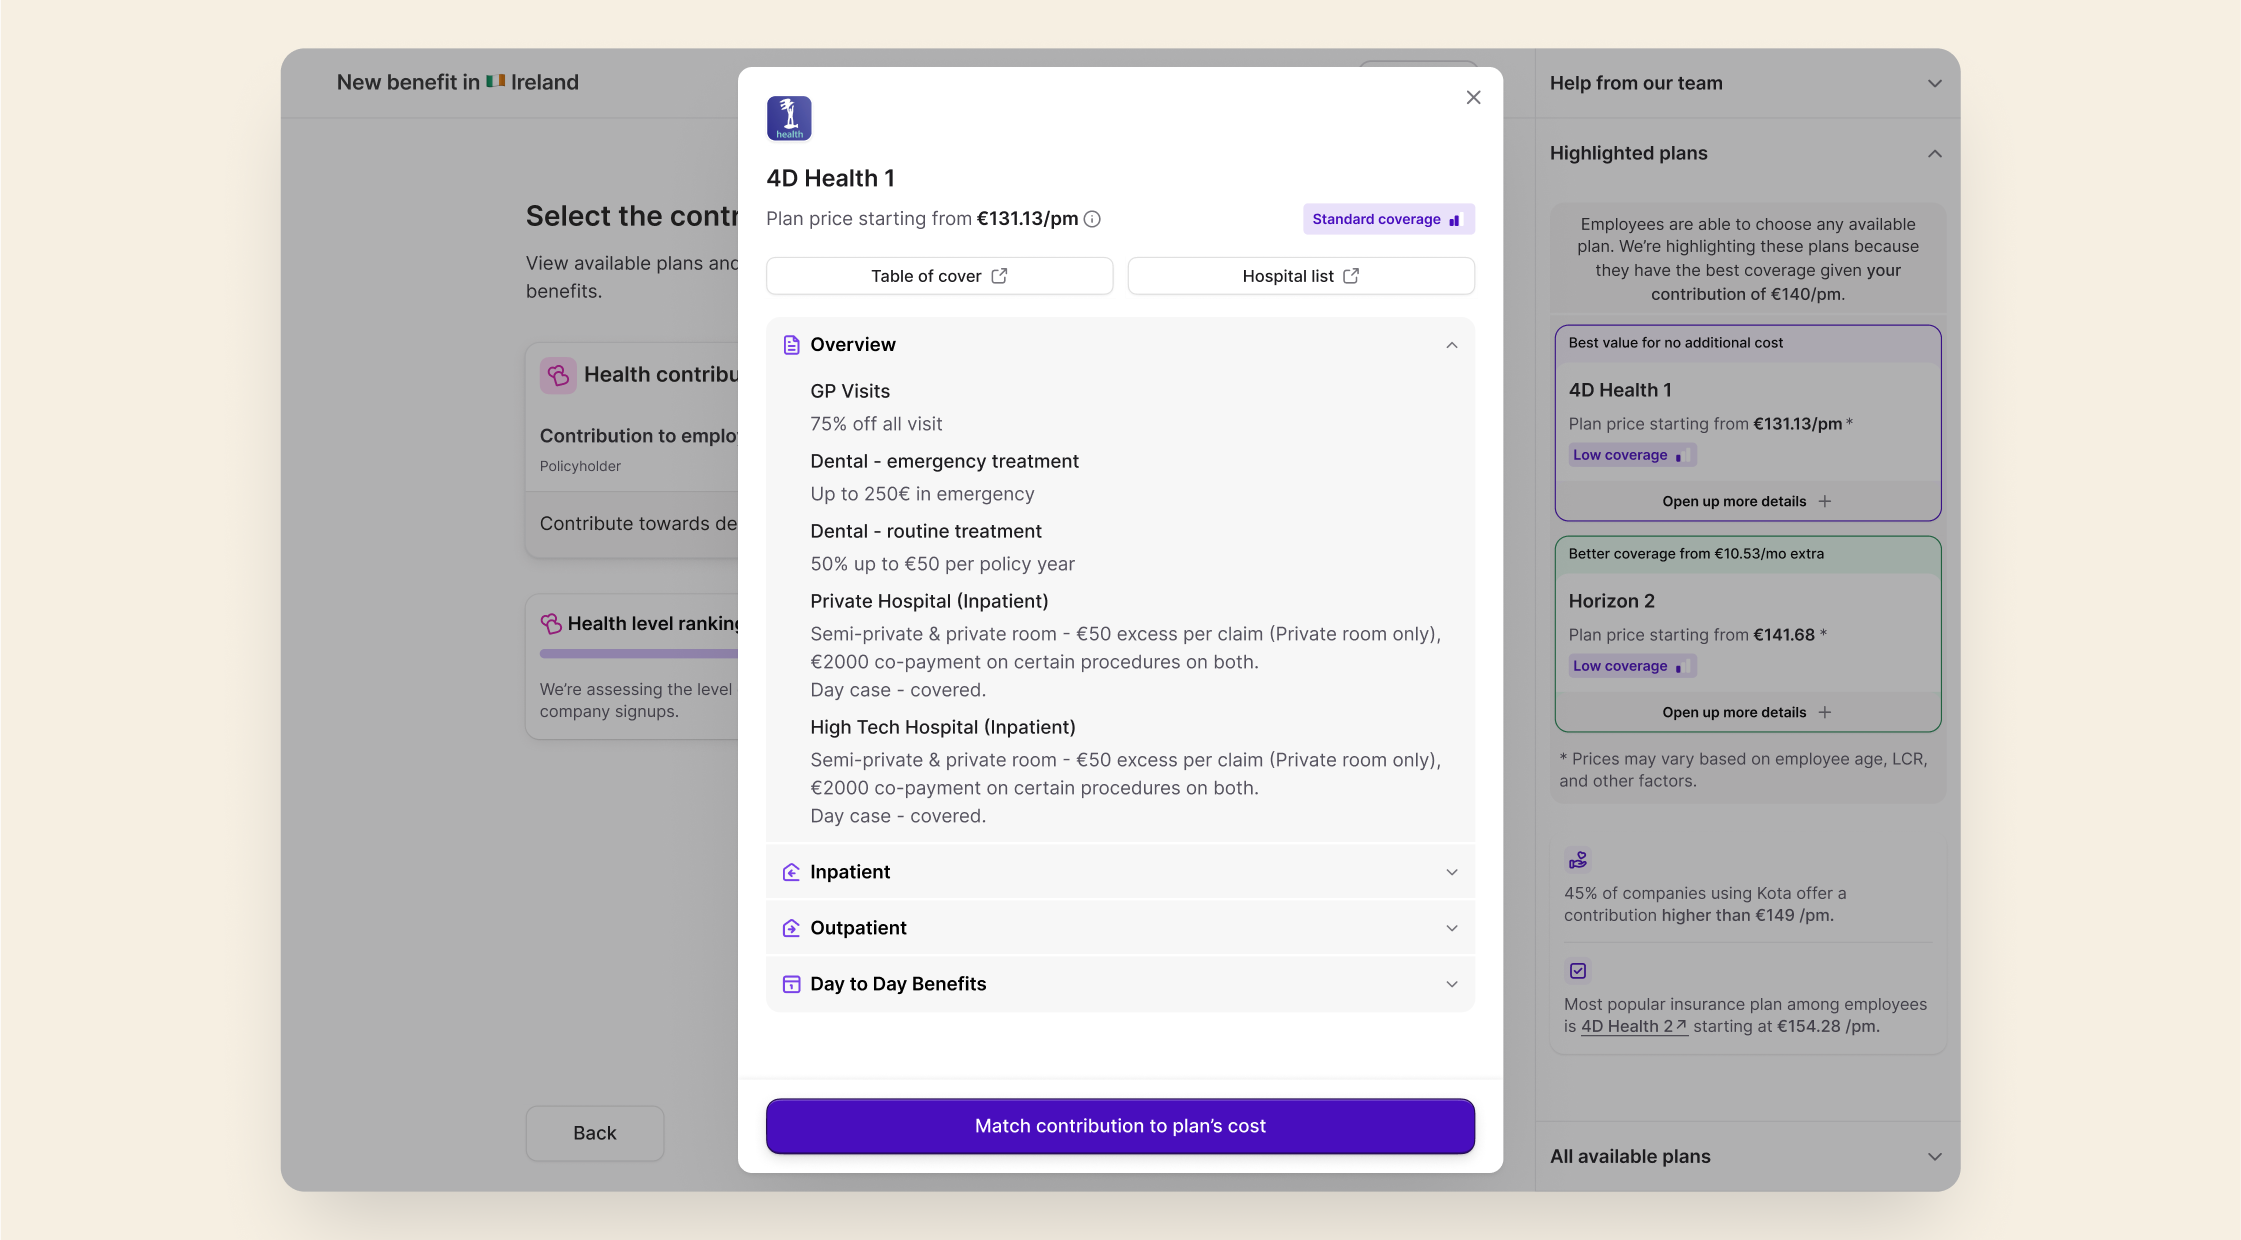 New benefit in Ireland
Select the contr
View available plans and
benefits.
Health contribu
Contribution to emplo
Policyholder
Contribute towards de
Health level ranking
We're assessing the level
company signups.
Back
health
4D Health 1
Plan price starting from €131.13/pm
Standard coverage
Table of cover
Hospital list
Overview
GP Visits
75% off all visit
Dental - emergency treatment
Up to 250€ in emergency
Dental - routine treatment
50% up to €50 per policy year
Private Hospital (Inpatient)
Semi-private & private room - €50 excess per claim (Private room only),
€2000 co-payment on certain procedures on both.
Day case - covered.
High Tech Hospital (Inpatient)
Semi-private & private room - €50 excess per claim (Private room only),
€2000 co-payment on certain procedures on both.
Day case - covered.
Inpatient
Outpatient
Day to Day Benefits
Match contribution to plan's cost
Help from our team
Highlighted plans
Employees are able to choose any available
plan. We're highlighting these plans because
they have the best coverage given your
contribution of €140/pm.
Best value for no additional cost
4D Health 1
Plan price starting from €131.13/pm *
Low coverage
Open up more details
Better coverage from €10.53/mo extra
Horizon 2
Plan price starting from €141.68 *
Low coverage
Open up more details
* Prices may vary based on employee age, LCR,
and other factors.
45% of companies using Kota offer a
contribution higher than €149 /pm.
Most popular insurance plan among employees
is 4D Health 2↗ starting at €154.28 /pm.
All available plans